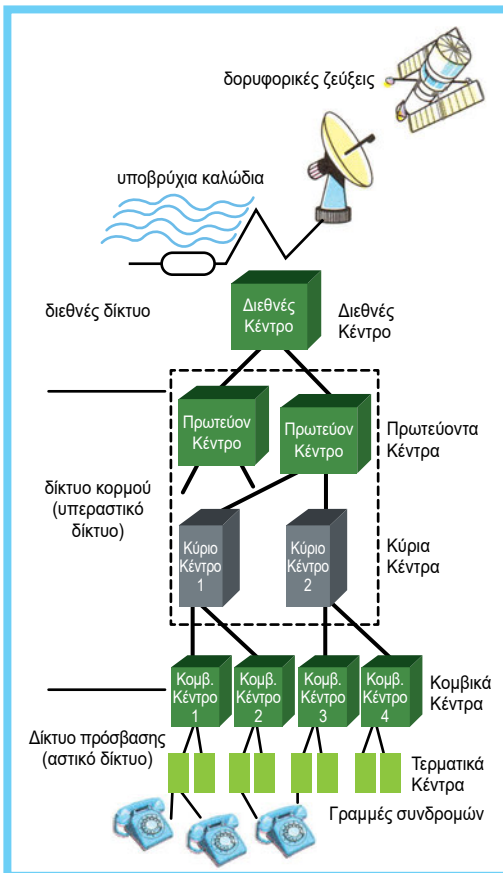 δορυφορικές ζεύξεις
υποβρύχια καλώδια
διεθνές δίκτυο
Διεθνές
Κέντρο
Διεθνές
Κέντρο
Πρωτεύον
Κέντρο
Πρωτεύον
Κέντρο
Πρωτεύοντα
Κέντρα
δίκτυο κορμού
(υπεραστικό
δίκτυο)
Κύριο
Κέντρο
1
Κύριο
Κέντρο
2
Κύρια
Κέντρα
Κομβ.
Κέντρο
1
Κομβ.
Κέντρο
2
Κομβ.
Κέντρο
3
Κομβ.
Κέντρο
4
Κομβικά
Κέντρα
Δίκτυο πρόσβασης
(αστικό δίκτυο)
Τερματικά
Κέντρα
Γραμμές συνδρομών